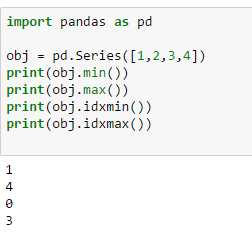 import pandas as pd
obj = pd.Series([1,2,3,4])
print(obj.min())
print(obj.max())
print(obj.idxmin())
print(obj.idxmax())
1
4
0
3